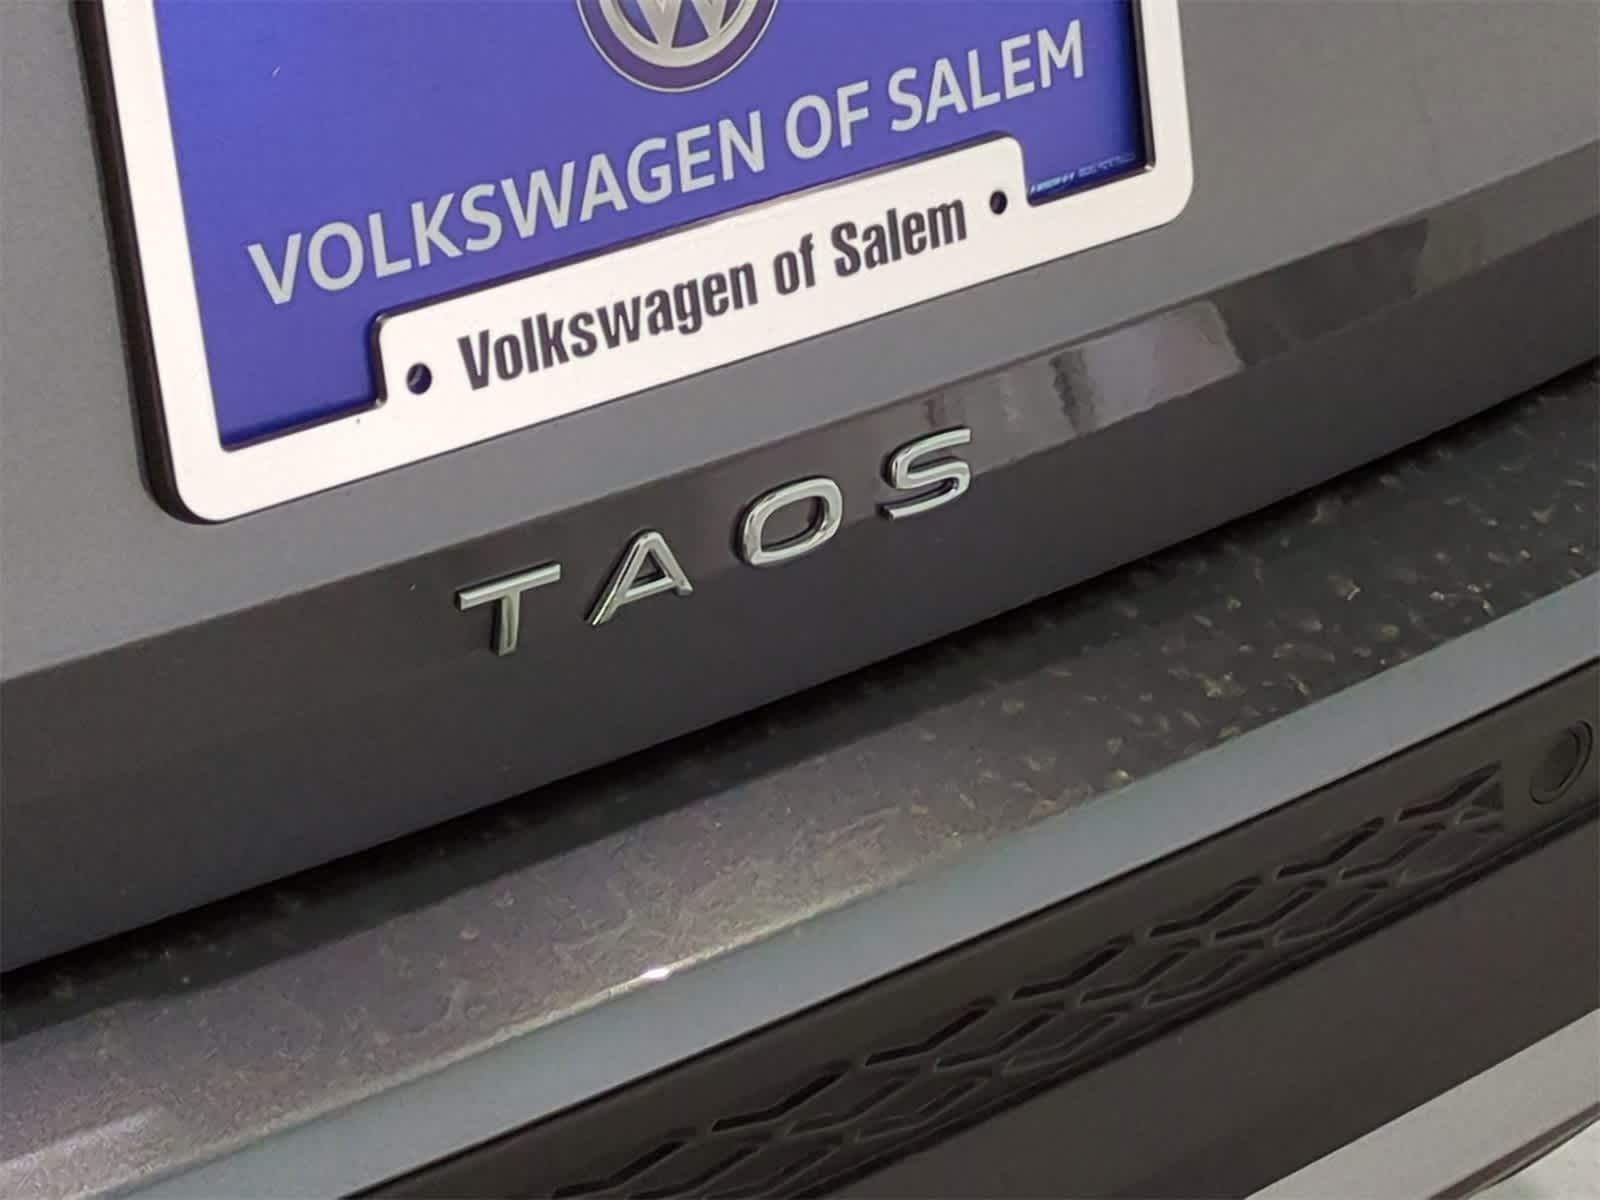 VOLKSWAGEN OF SALEM
Volkswagen of Salem
TAOS